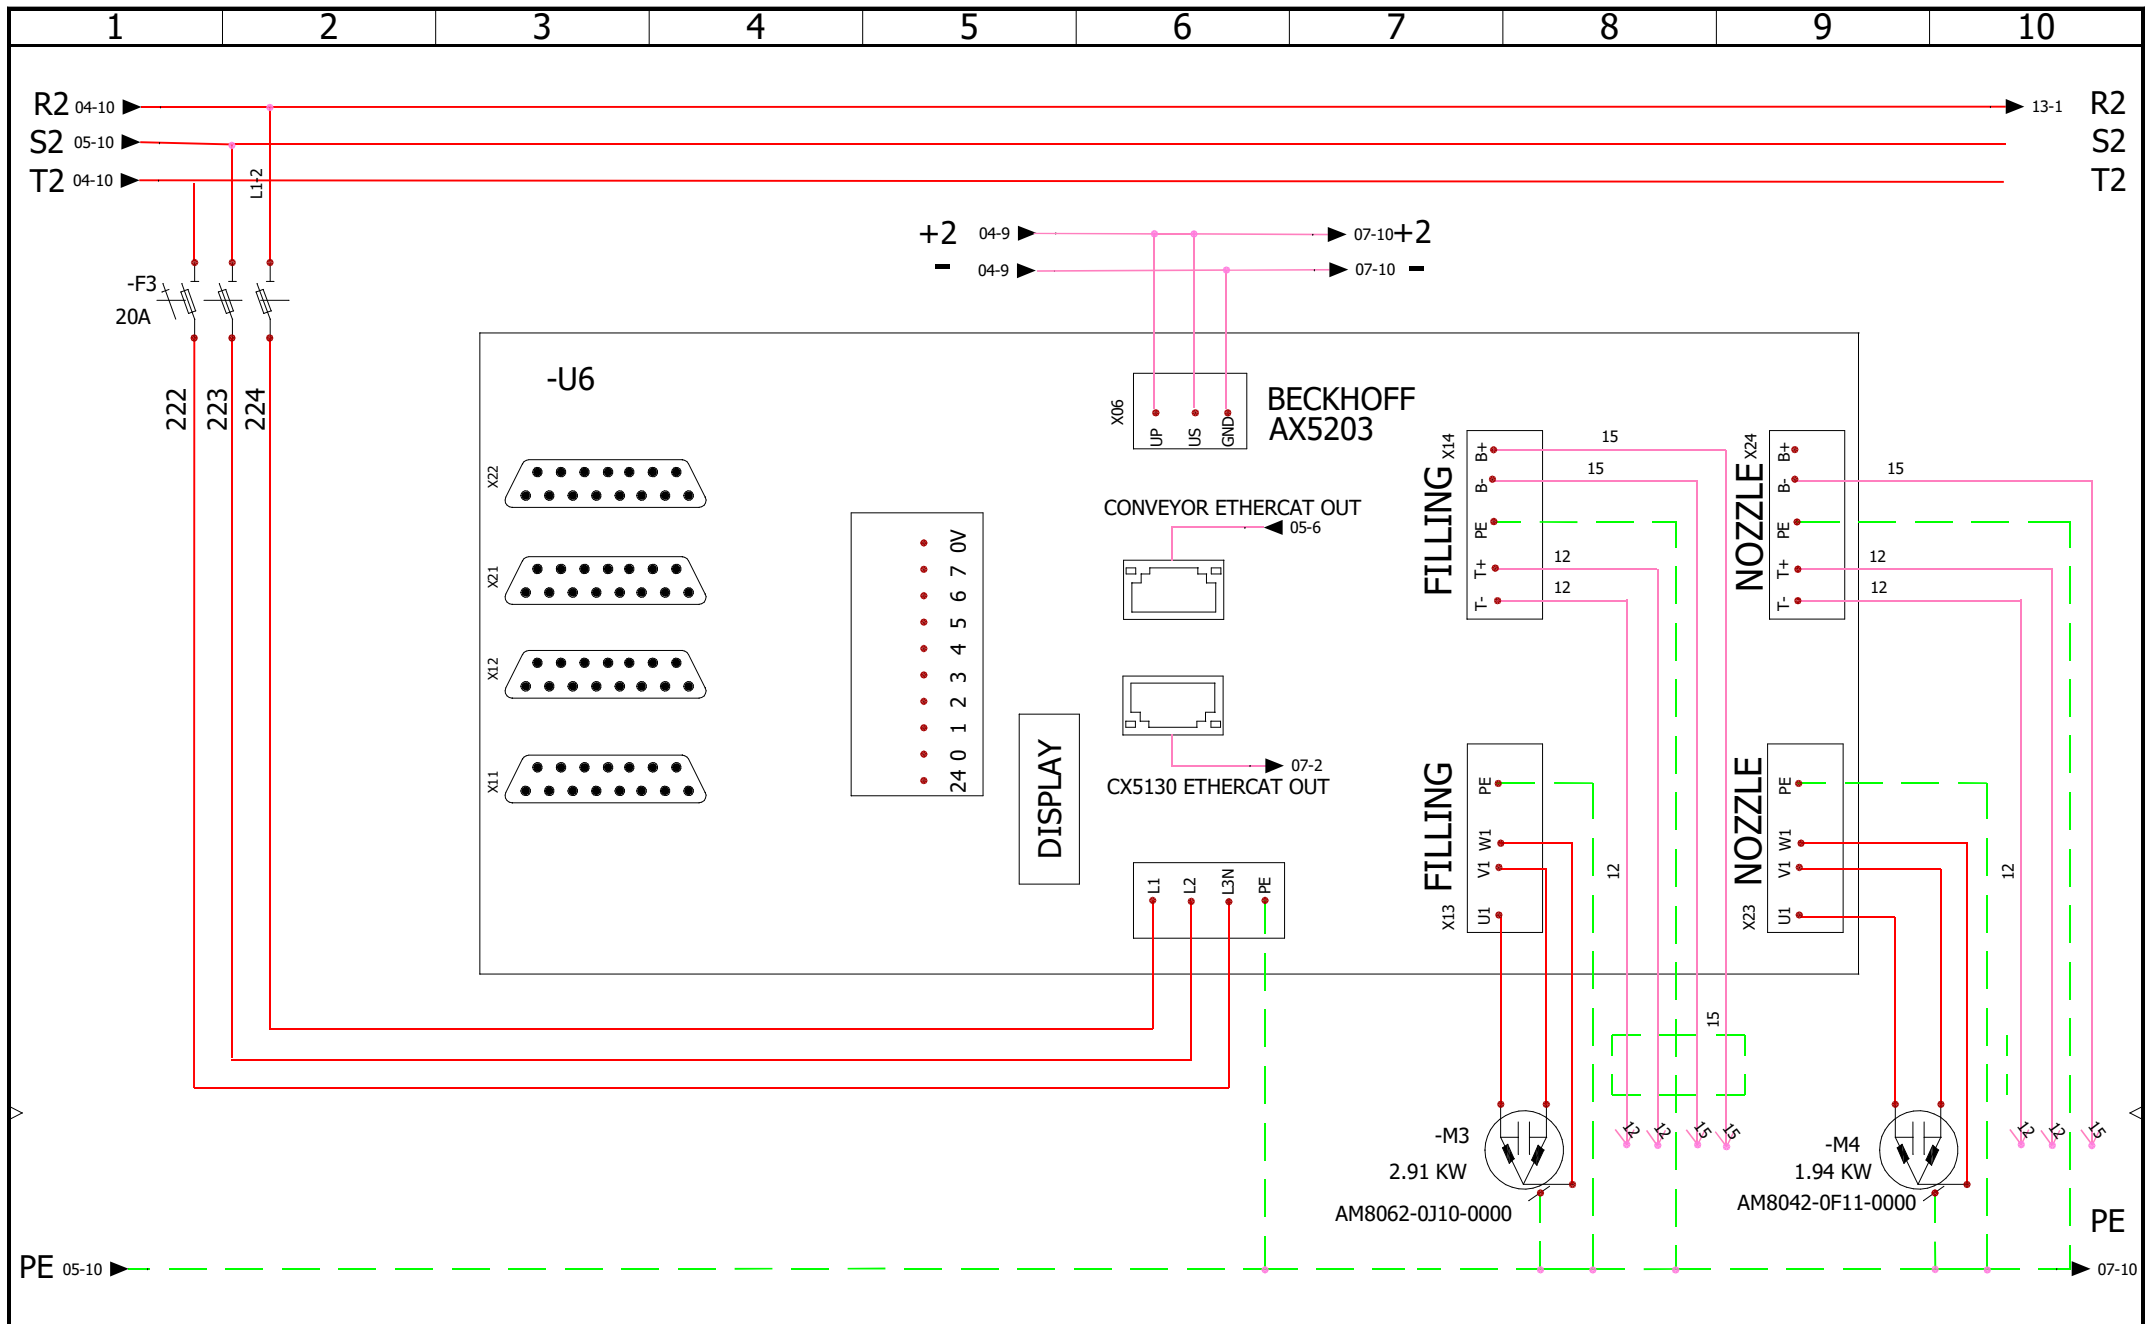 1 2 3 4 5 6 7 8 9 10
R2 04-10 13-1 R2
S2 05-10 S2
T2 04-10 T2
L1-2
+2 04-9 07-10 +2
- 04-9 07-10 -
-F3
20A
222 223 224
-U6
X06
UP US GND
BECKHOFF
AX5203
X22
X21
X12
X11
0V
7
6
5
4
3
2
1
0
24
DISPLAY
CONVEYOR ETHERCAT OUT
05-6
07-2
CX5130 ETHERCAT OUT
L1 L2 L3N PE
FILLING
X14
B+
B-
PE
T+
T-
15
15
12
12
NOZZLE
X24
B+
B-
PE
T+
T-
15
12
12
FILLING
X13
PE
W1
V1
U1
12
NOZZLE
X23
PE
W1
V1
U1
12
15
-M3
2.91 KW
AM8062-0J10-0000
12 12 15 15
-M4
1.94 KW
AM8042-0F11-0000
12 12 15
PE
PE 05-10 07-10